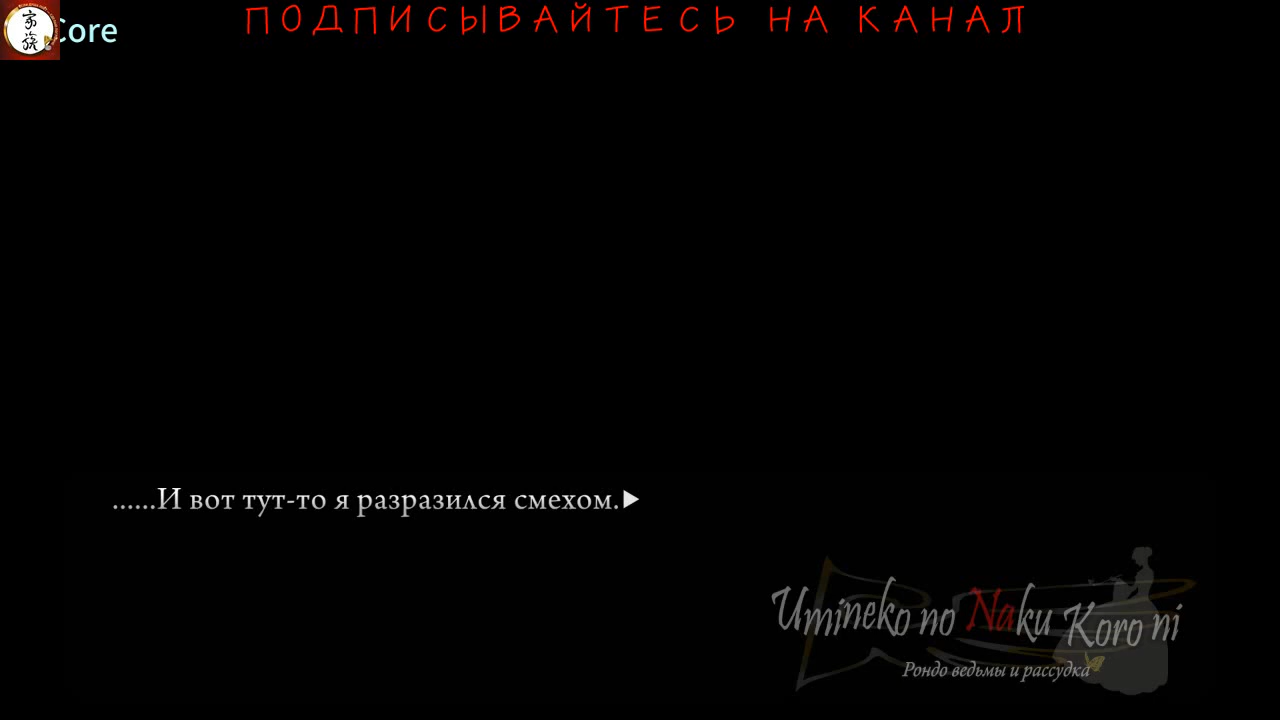 ПОДПИСЫВАЙТЕСЬ НА КАНАЛ
Core
......И вот тут-то я разразился смехом.
Umineko no Naku Koro ni
Рондо ведьмы и рассудка